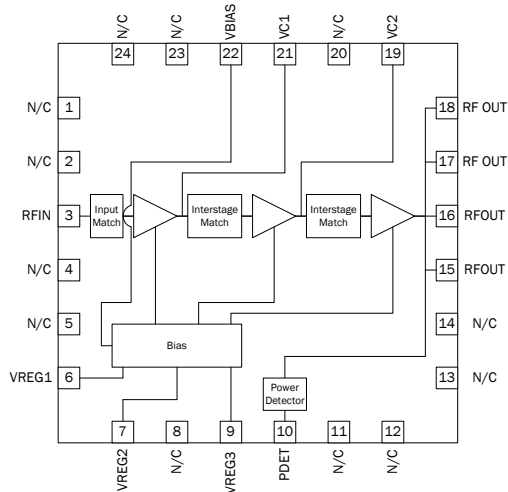 N/C
N/C
VBIAS
VC1
N/C
VC2
24
23
22
21
20
19
N/C 1
18 RF OUT
N/C 2
17 RF OUT
RFIN 3
Input
Match
Interstage
Match
Interstage
Match
16 RFOUT
N/C 4
15 RFOUT
N/C 5
14 N/C
Bias
VREG1 6
13 N/C
Power
Detector
7
8
9
10
11
12
VREG2
N/C
VREG3
PDET
N/C
N/C